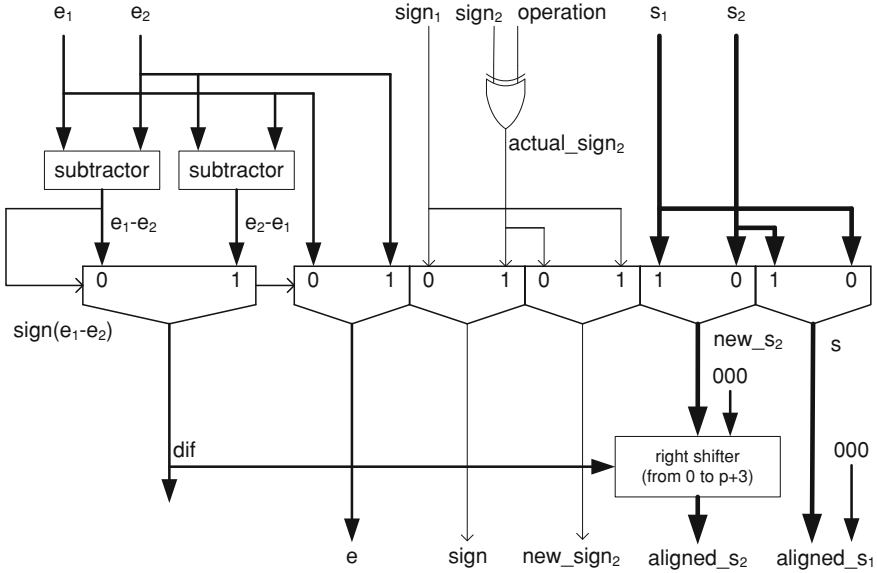 e₁ e₂ sign₁ sign₂ operation s₁ s₂
actual_sign₂
subtractor subtractor
e₁-e₂ e₂-e₁
0 1 0 1 0 1 0 1 1 0 1 0
sign(e₁-e₂)
new_s₂ s
000
dif
right shifter
(from 0 to p+3)
000
e sign new_sign₂ aligned_s₂ aligned_s₁